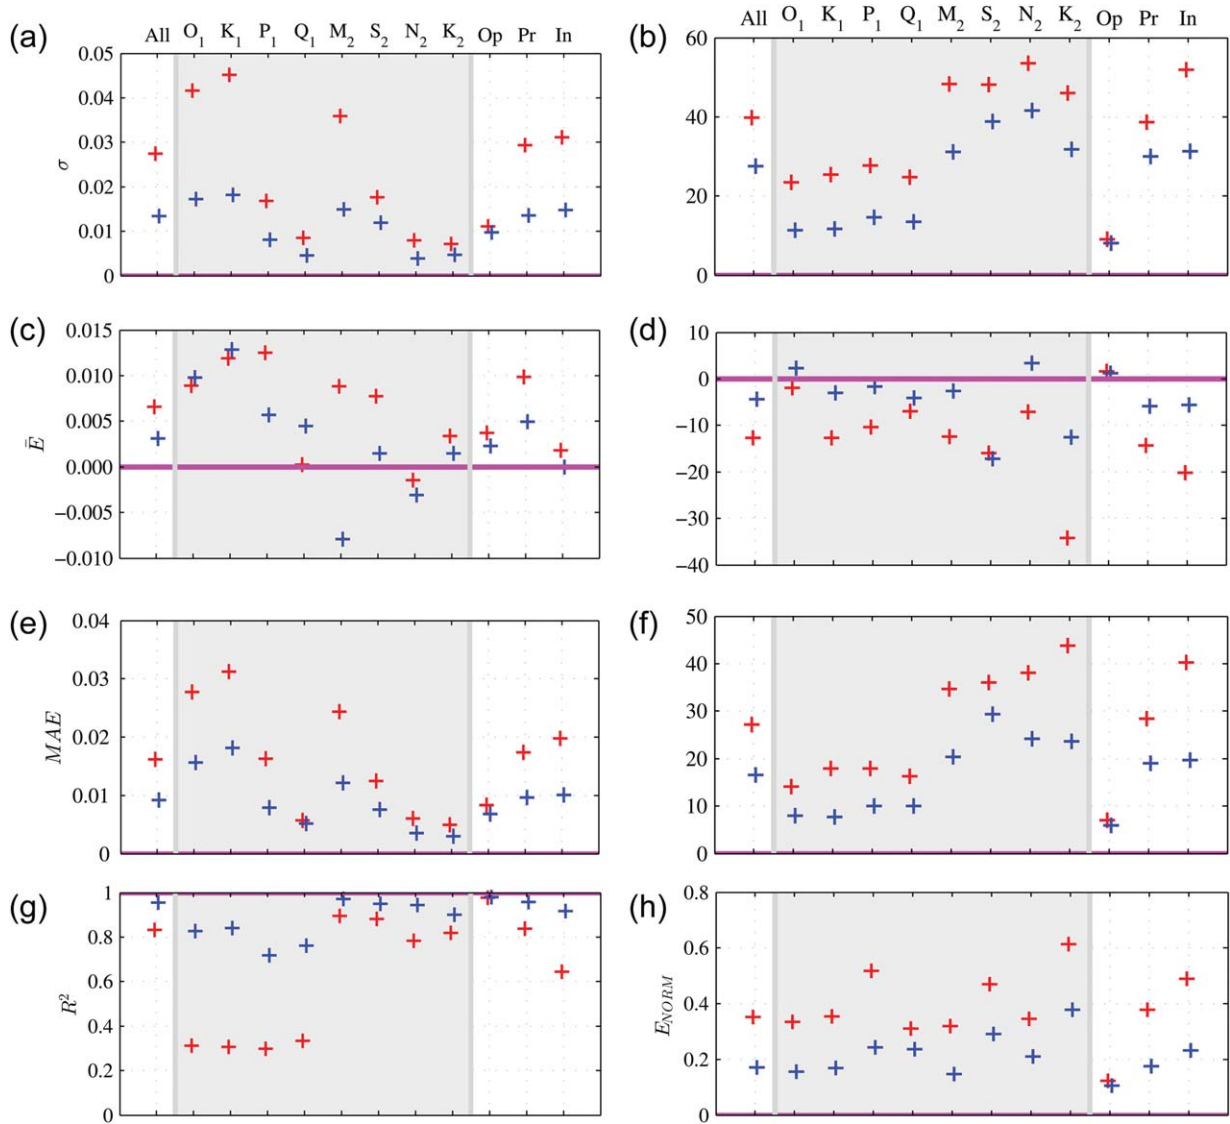 (a)
All O₁ K₁ P₁ Q₁ M₂ S₂ N₂ K₂ Op Pr In
0.05
0.04
0.03
0.02
0.01
0
σ
(b)
All O₁ K₁ P₁ Q₁ M₂ S₂ N₂ K₂ Op Pr In
60
40
20
0
(c)
0.015
0.010
0.005
0.000
−0.005
−0.010
Ē
(d)
10
0
−10
−20
−30
−40
(e)
0.04
0.03
0.02
0.01
0
MAE
(f)
50
40
30
20
10
0
(g)
1
0.8
0.6
0.4
0.2
0
R²
(h)
0.8
0.6
0.4
0.2
0
E_NORM